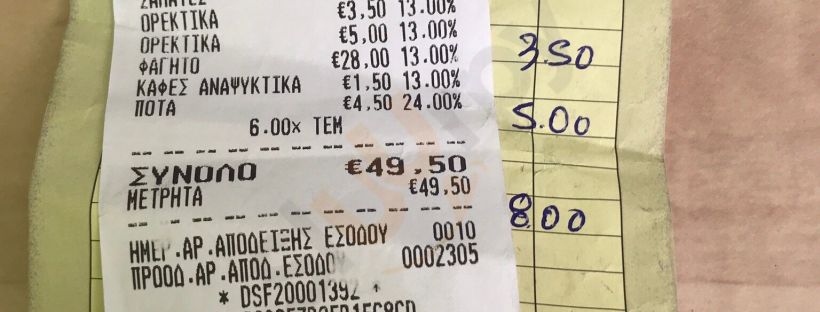 ΣΑΛΑΤΕΣ
ΟΡΕΚΤΙΚΑ €3,50 13.00%
ΟΡΕΚΤΙΚΑ €5,00 13.00%
ΦΑΓΗΤΟ €28,00 13.00%
ΚΑΦΕΣ ΑΝΑΨΥΚΤΙΚΑ €1,50 13.00%
ΠΟΤΑ €4,50 24.00%
6.00x ΤΕΜ
ΣΥΝΟΛΟ €49,50
ΜΕΤΡΗΤΑ €49,50
ΗΜΕΡ.ΑΡ.ΑΠΟΔΕΙΞΗΣ ΕΣΟΔΟΥ 0010
ΠΡΟΟΔ.ΑΡ.ΑΠΟΔ.ΕΣΟΔΟΥ 0002305
* DSF20001392 *
3.50
5.00
8.00